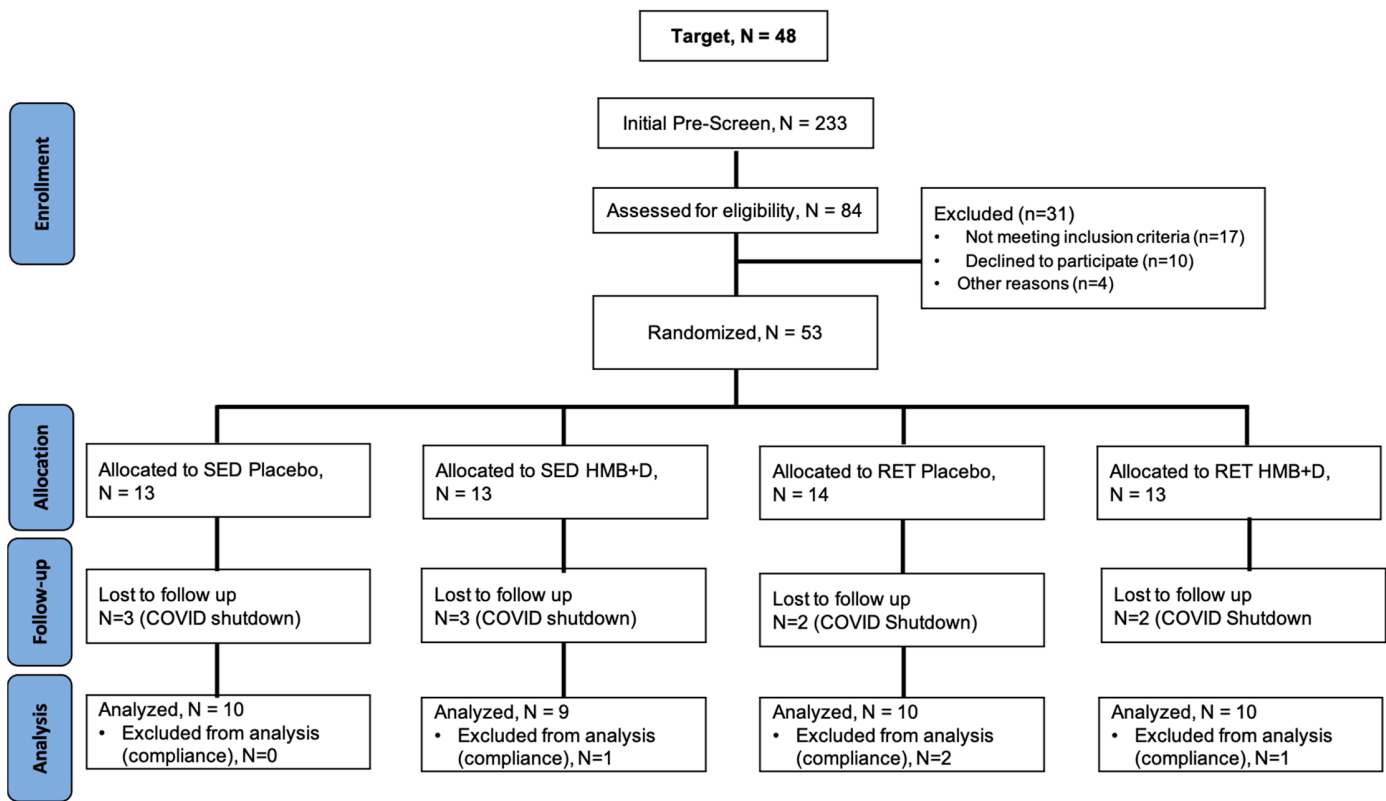 Target, N = 48
Enrollment
Initial Pre-Screen, N = 233
Assessed for eligibility, N = 84
Excluded (n=31)
• Not meeting inclusion criteria (n=17)
• Declined to participate (n=10)
• Other reasons (n=4)
Randomized, N = 53
Allocation
Allocated to SED Placebo,
N = 13
Allocated to SED HMB+D,
N = 13
Allocated to RET Placebo,
N = 14
Allocated to RET HMB+D,
N = 13
Follow-up
Lost to follow up
N=3 (COVID shutdown)
Lost to follow up
N=3 (COVID shutdown)
Lost to follow up
N=2 (COVID Shutdown)
Lost to follow up
N=2 (COVID Shutdown
Analysis
Analyzed, N = 10
• Excluded from analysis
(compliance), N=0
Analyzed, N = 9
• Excluded from analysis
(compliance), N=1
Analyzed, N = 10
• Excluded from analysis
(compliance), N=2
Analyzed, N = 10
• Excluded from analysis
(compliance), N=1